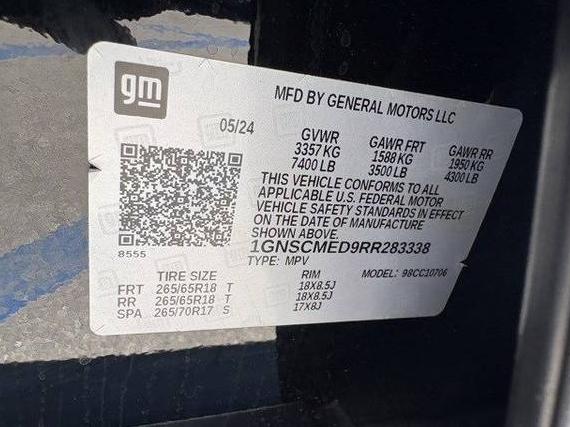 gm
MFD BY GENERAL MOTORS LLC
05/24
GVWR GAWR FRT GAWR RR
3357 KG 1588 KG 1950 KG
7400 LB 3500 LB 4300 LB
THIS VEHICLE CONFORMS TO ALL
APPLICABLE U.S. FEDERAL MOTOR
VEHICLE SAFETY STANDARDS IN EFFECT
ON THE DATE OF MANUFACTURE
SHOWN ABOVE.
8555
1GNSCMED9RR283338
TYPE: MPV MODEL: 98CC10706
TIRE SIZE RIM
FRT 265/65R18 T 18X8.5J
RR 265/65R18 T 18X8.5J
SPA 265/70R17 S 17X8J